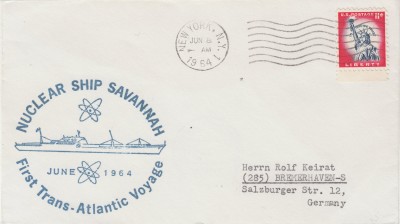 NEW YORK, N.Y.
JUN 8
AM
1964
U.S. POSTAGE 11¢
LIBERTY
NUCLEAR SHIP SAVANNAH
JUNE 1964
First Trans-Atlantic Voyage
Herrn Rolf Keirat
(285) BREMERHAVEN-S
Salzburger Str. 12,
Germany